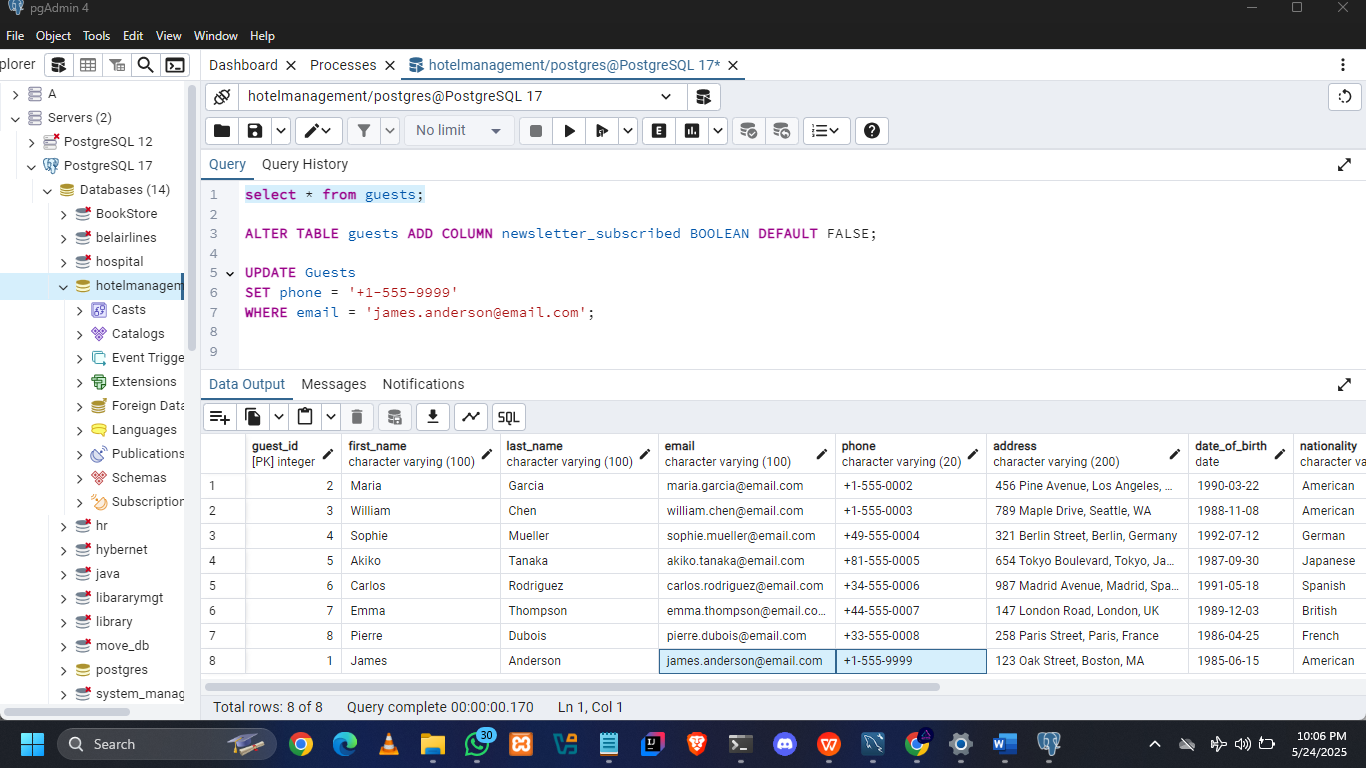 pgAdmin 4
File Object Tools Edit View Window Help
plorer
Dashboard Processes hotelmanagement/postgres@PostgreSQL 17*
A
Servers (2)
PostgreSQL 12
PostgreSQL 17
Databases (14)
BookStore
belairlines
hospital
hotelmanagem
Casts
Catalogs
Event Trigge
Extensions
Foreign Data
Languages
Publications
Schemas
Subscription
hr
hybernet
java
libararymgt
library
move_db
postgres
system_manag
hotelmanagement/postgres@PostgreSQL 17
No limit
E
Query Query History
1 select * from guests;
2
3 ALTER TABLE guests ADD COLUMN newsletter_subscribed BOOLEAN DEFAULT FALSE;
4
5 UPDATE Guests
6 SET phone = '+1-555-9999'
7 WHERE email = 'james.anderson@email.com';
8
9
Data Output Messages Notifications
SQL
guest_id first_name last_name email phone address date_of_birth nationality
[PK] integer character varying (100) character varying (100) character varying (100) character varying (20) character varying (200) date character va
1 2 Maria Garcia maria.garcia@email.com +1-555-0002 456 Pine Avenue, Los Angeles, ... 1990-03-22 American
2 3 William Chen william.chen@email.com +1-555-0003 789 Maple Drive, Seattle, WA 1988-11-08 American
3 4 Sophie Mueller sophie.mueller@email.com +49-555-0004 321 Berlin Street, Berlin, Germany 1992-07-12 German
4 5 Akiko Tanaka akiko.tanaka@email.com +81-555-0005 654 Tokyo Boulevard, Tokyo, Ja... 1987-09-30 Japanese
5 6 Carlos Rodriguez carlos.rodriguez@email.com +34-555-0006 987 Madrid Avenue, Madrid, Spa... 1991-05-18 Spanish
6 7 Emma Thompson emma.thompson@email.co... +44-555-0007 147 London Road, London, UK 1989-12-03 British
7 8 Pierre Dubois pierre.dubois@email.com +33-555-0008 258 Paris Street, Paris, France 1986-04-25 French
8 1 James Anderson james.anderson@email.com +1-555-9999 123 Oak Street, Boston, MA 1985-06-15 American
Total rows: 8 of 8 Query complete 00:00:00.170 Ln 1, Col 1
Search 30 10:06 PM
5/24/2025